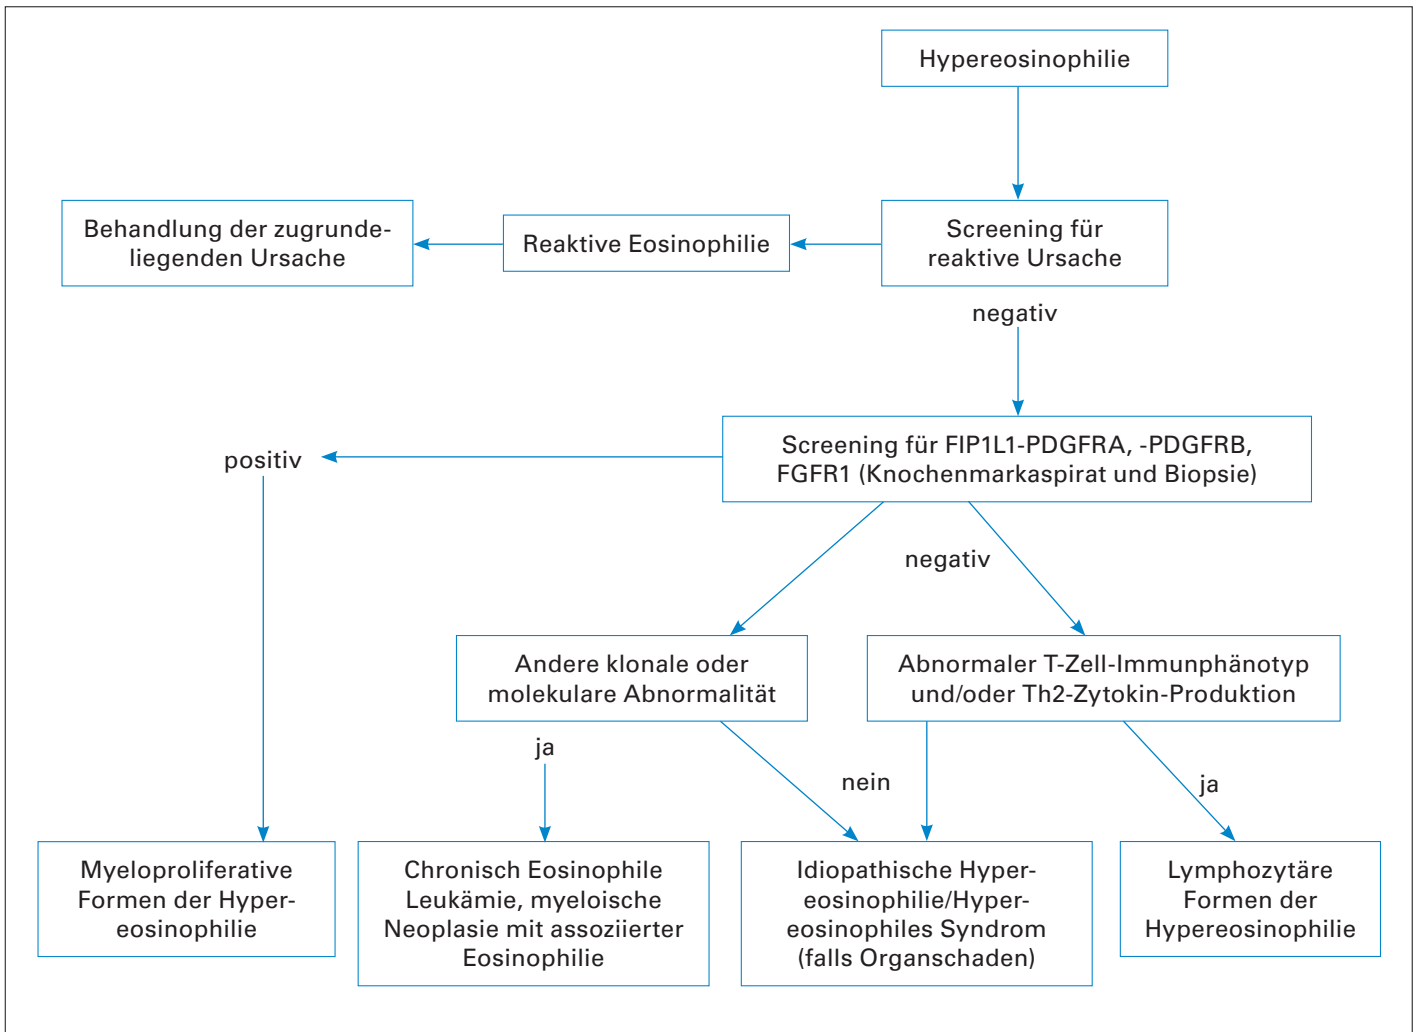 Hypereosinophilie
Behandlung der zugrunde-
liegenden Ursache
Reaktive Eosinophilie
Screening für
reaktive Ursache
negativ
Screening für FIP1L1-PDGFRA, -PDGFRB,
FGFR1 (Knochenmarkaspirat und Biopsie)
positiv
negativ
Andere klonale oder
molekulare Abnormalität
Abnormaler T-Zell-Immunphänotyp
und/oder Th2-Zytokin-Produktion
ja
nein
ja
Myeloproliferative
Formen der Hyper-
eosinophilie
Chronisch Eosinophile
Leukämie, myeloische
Neoplasie mit assoziierter
Eosinophilie
Idiopathische Hyper-
eosinophilie/Hyper-
eosinophiles Syndrom
(falls Organschaden)
Lymphozytäre
Formen der
Hypereosinophilie